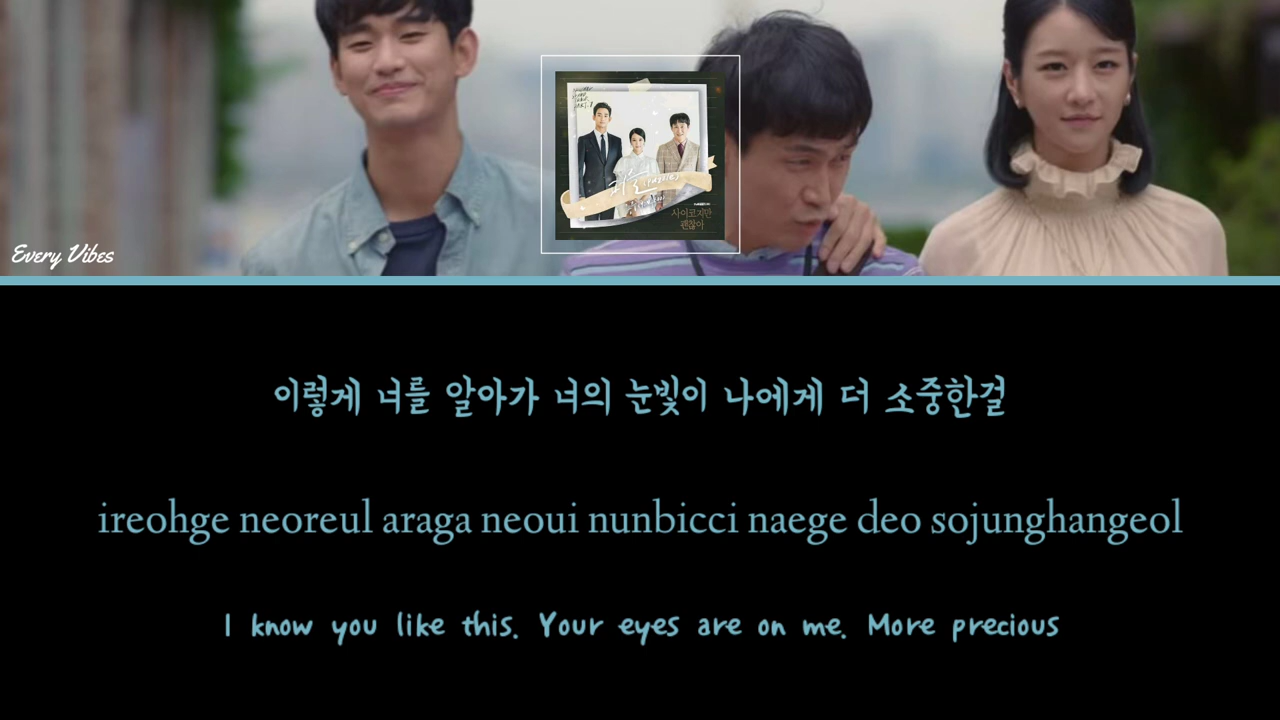 Every Vibes
사이코지만
괜찮아
이렇게 너를 알아가 너의 눈빛이 나에게 더 소중한걸
ireohge neoreul araga neoui nunbicci naege deo sojunghangeol
I know you like this. Your eyes are on me. More precious